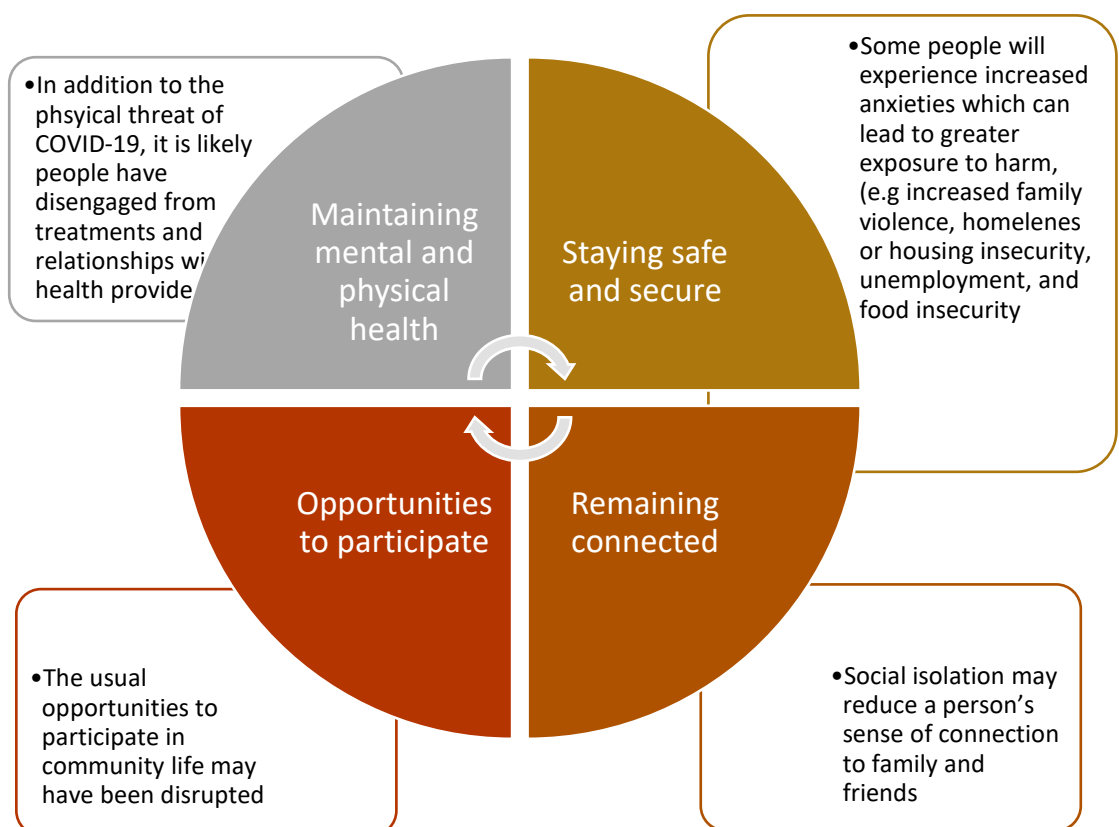 •In addition to the
phsyical threat of
COVID-19, it is likely
people have
disengaged from
treatments and
relationships wi
health provide
Maintaining
mental and
physical
health
Staying safe
and secure
•Some people will
experience increased
anxieties which can
lead to greater
exposure to harm,
(e.g increased family
violence, homelenes
or housing insecurity,
unemployment, and
food insecurity
Opportunities
to participate
Remaining
connected
•The usual
opportunities to
participate in
community life may
have been disrupted
•Social isolation may
reduce a person’s
sense of connection
to family and
friends